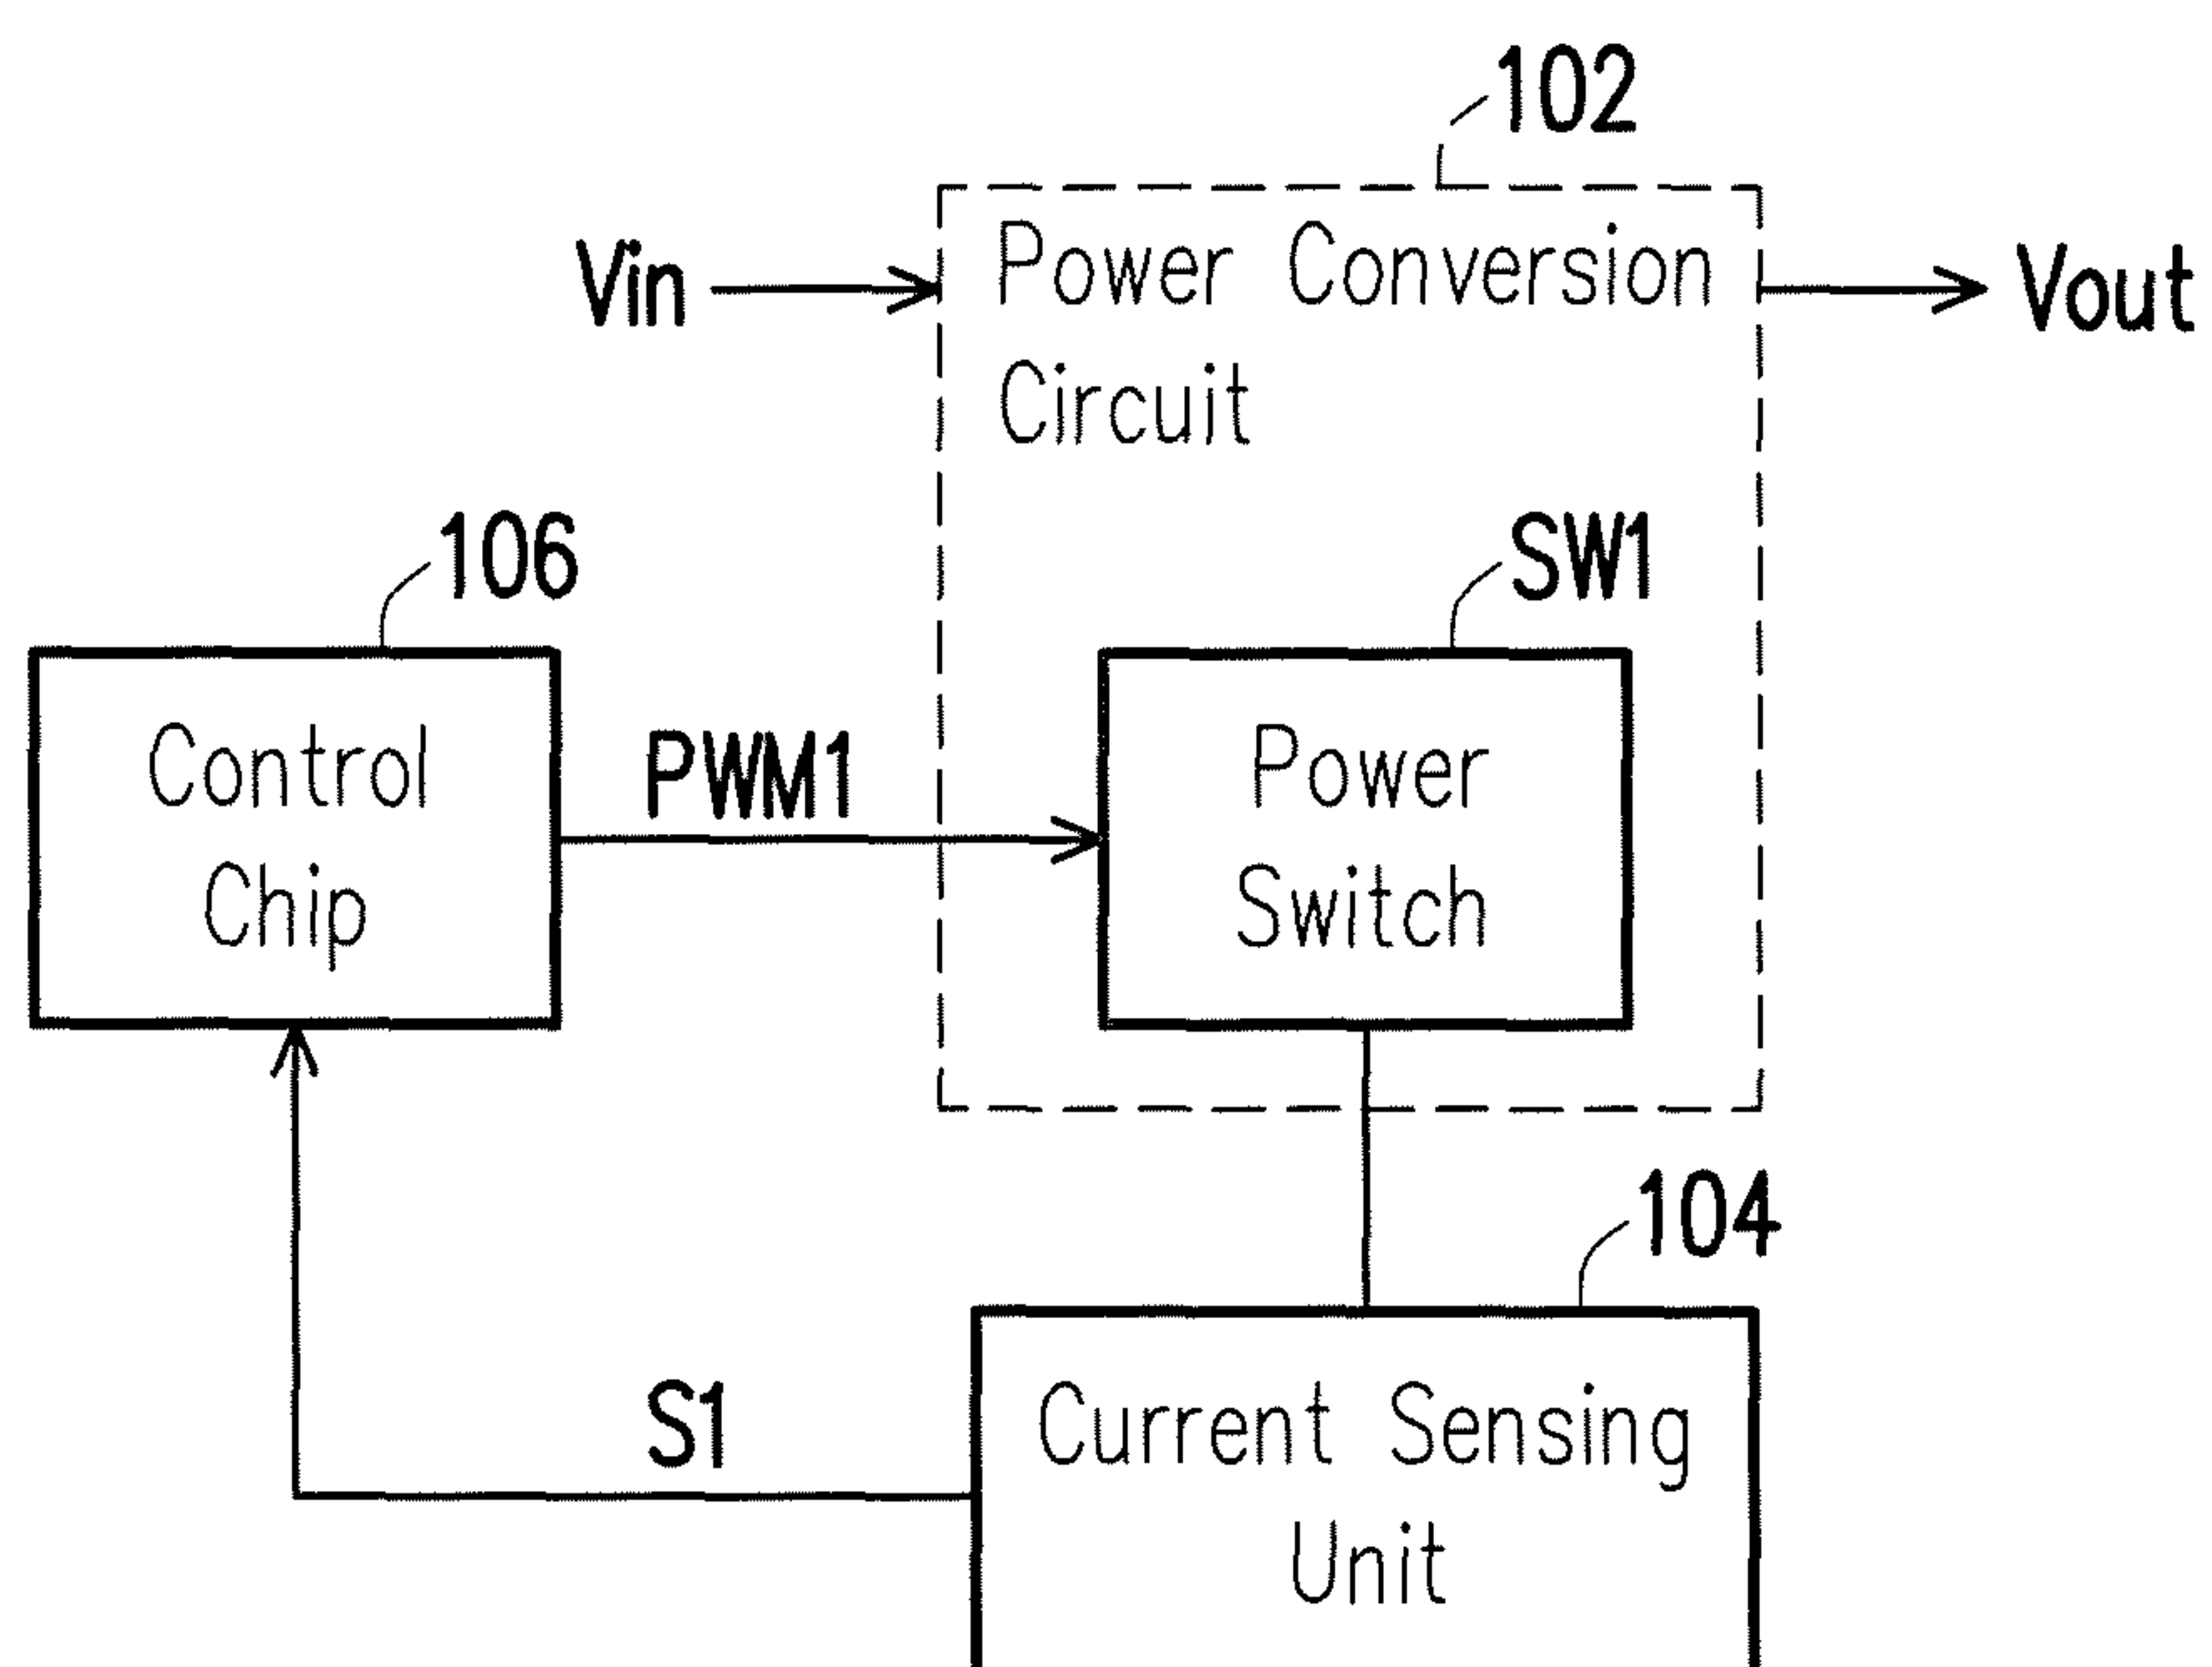 102
Vin
Power Conversion
Circuit
Vout
106
SW1
Control
Chip
PWM1
Power
Switch
104
S1
Current Sensing
Unit